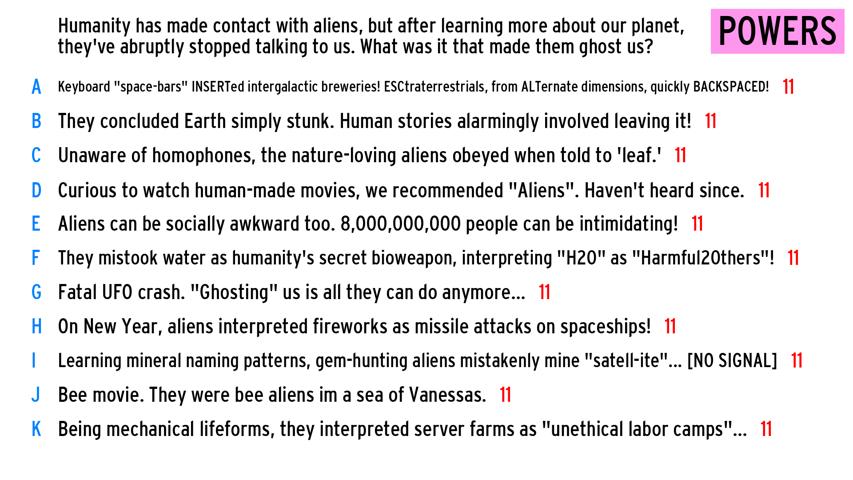 Humanity has made contact with aliens, but after learning more about our planet,
they've abruptly stopped talking to us. What was it that made them ghost us?
POWERS
A Keyboard "space-bars" INSERTed intergalactic breweries! ESCtraterrestrials, from ALTernate dimensions, quickly BACKSPACED! 11
B They concluded Earth simply stunk. Human stories alarmingly involved leaving it! 11
C Unaware of homophones, the nature-loving aliens obeyed when told to 'leaf.' 11
D Curious to watch human-made movies, we recommended "Aliens". Haven't heard since. 11
E Aliens can be socially awkward too. 8,000,000,000 people can be intimidating! 11
F They mistook water as humanity's secret bioweapon, interpreting "H2O" as "Harmful2Others"! 11
G Fatal UFO crash. "Ghosting" us is all they can do anymore... 11
H On New Year, aliens interpreted fireworks as missile attacks on spaceships! 11
I Learning mineral naming patterns, gem-hunting aliens mistakenly mine "satell-ite"... [NO SIGNAL] 11
J Bee movie. They were bee aliens im a sea of Vanessas. 11
K Being mechanical lifeforms, they interpreted server farms as "unethical labor camps"... 11